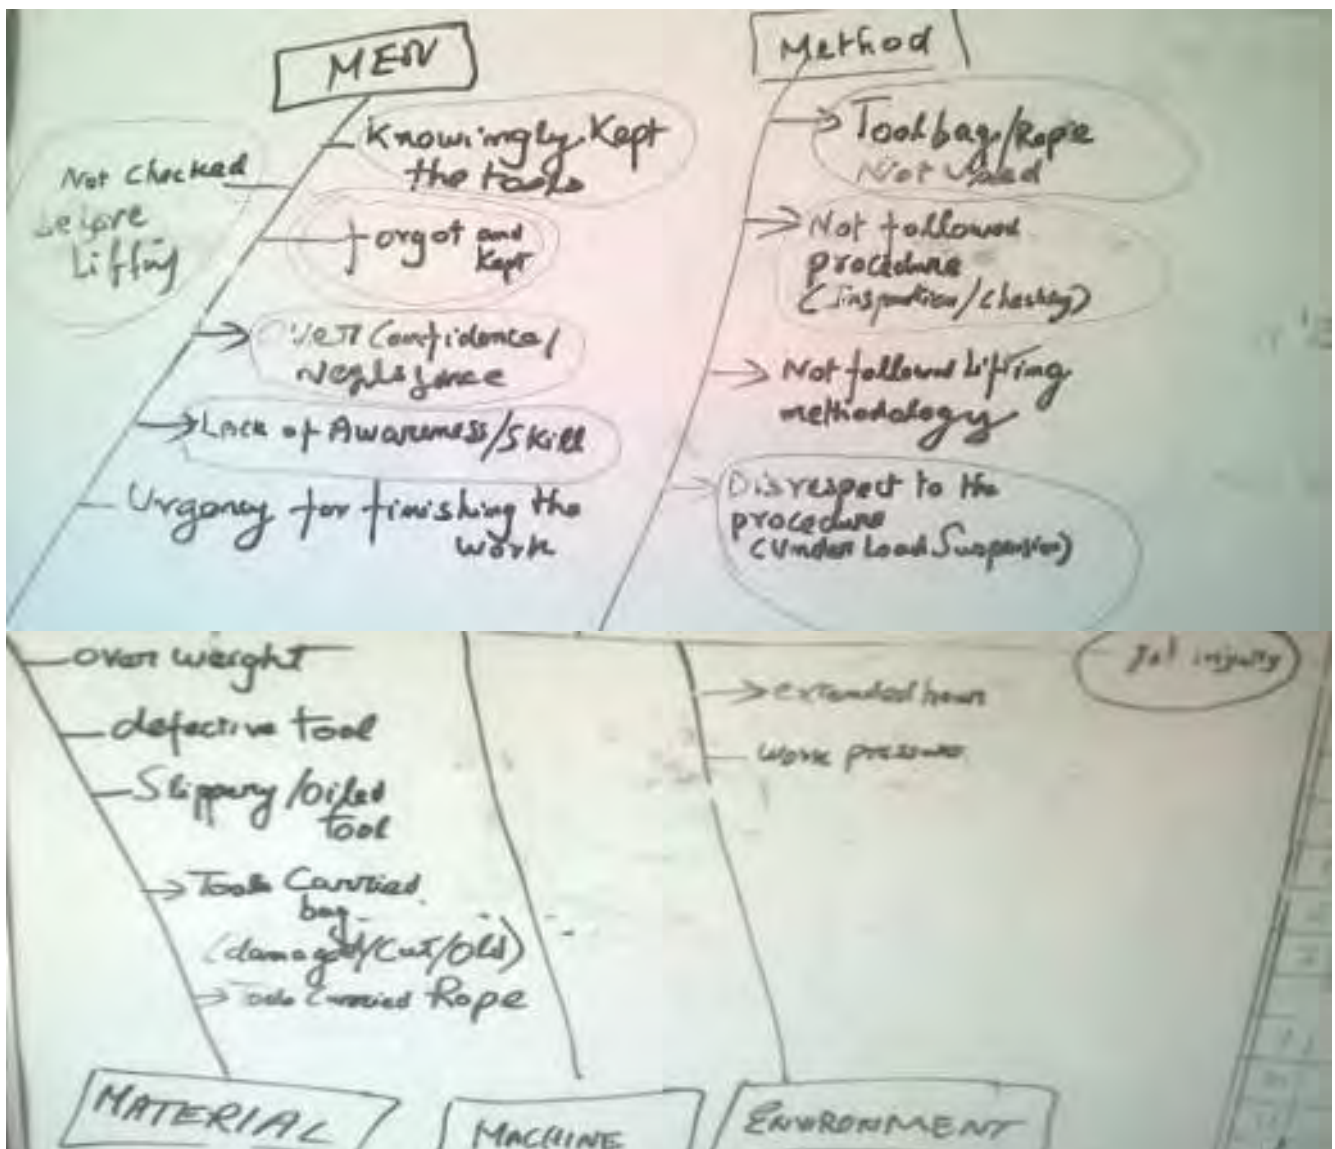 MEN
Knowingly Kept
the tools
Not checked
before
Lifting
forgot and
Kept
Over Confidence/
Negligence
Lack of Awareness/Skill
Urgency for finishing the
work
Method
Toolbag/Rope
Not Used
Not followed
procedure
(Inspection/checking)
Not followed Lifting
methodology
Disrespect to the
procedure
(Under Load Suspension)
over weight
defective tool
Slippery/oiled
tool
Tools Carried
bag
(damaged/Cut/Old)
Tools Carried Rope
MATERIAL
MACHINE
extended hours
work pressure
ENVIRONMENT
injury